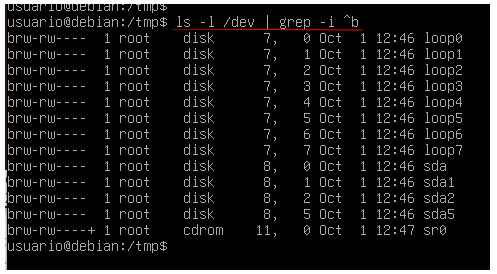 usuario@debian:/tmp$
usuario@debian:/tmp$ ls -l /dev | grep -i ^b
brw-rw---- 1 root disk 7, 0 Oct 1 12:46 loop0
brw-rw---- 1 root disk 7, 1 Oct 1 12:46 loop1
brw-rw---- 1 root disk 7, 2 Oct 1 12:46 loop2
brw-rw---- 1 root disk 7, 3 Oct 1 12:46 loop3
brw-rw---- 1 root disk 7, 4 Oct 1 12:46 loop4
brw-rw---- 1 root disk 7, 5 Oct 1 12:46 loop5
brw-rw---- 1 root disk 7, 6 Oct 1 12:46 loop6
brw-rw---- 1 root disk 7, 7 Oct 1 12:46 loop7
brw-rw---- 1 root disk 8, 0 Oct 1 12:46 sda
brw-rw---- 1 root disk 8, 1 Oct 1 12:46 sda1
brw-rw---- 1 root disk 8, 2 Oct 1 12:46 sda2
brw-rw---- 1 root disk 8, 5 Oct 1 12:46 sda5
brw-rw----+ 1 root cdrom 11, 0 Oct 1 12:47 sr0
usuario@debian:/tmp$